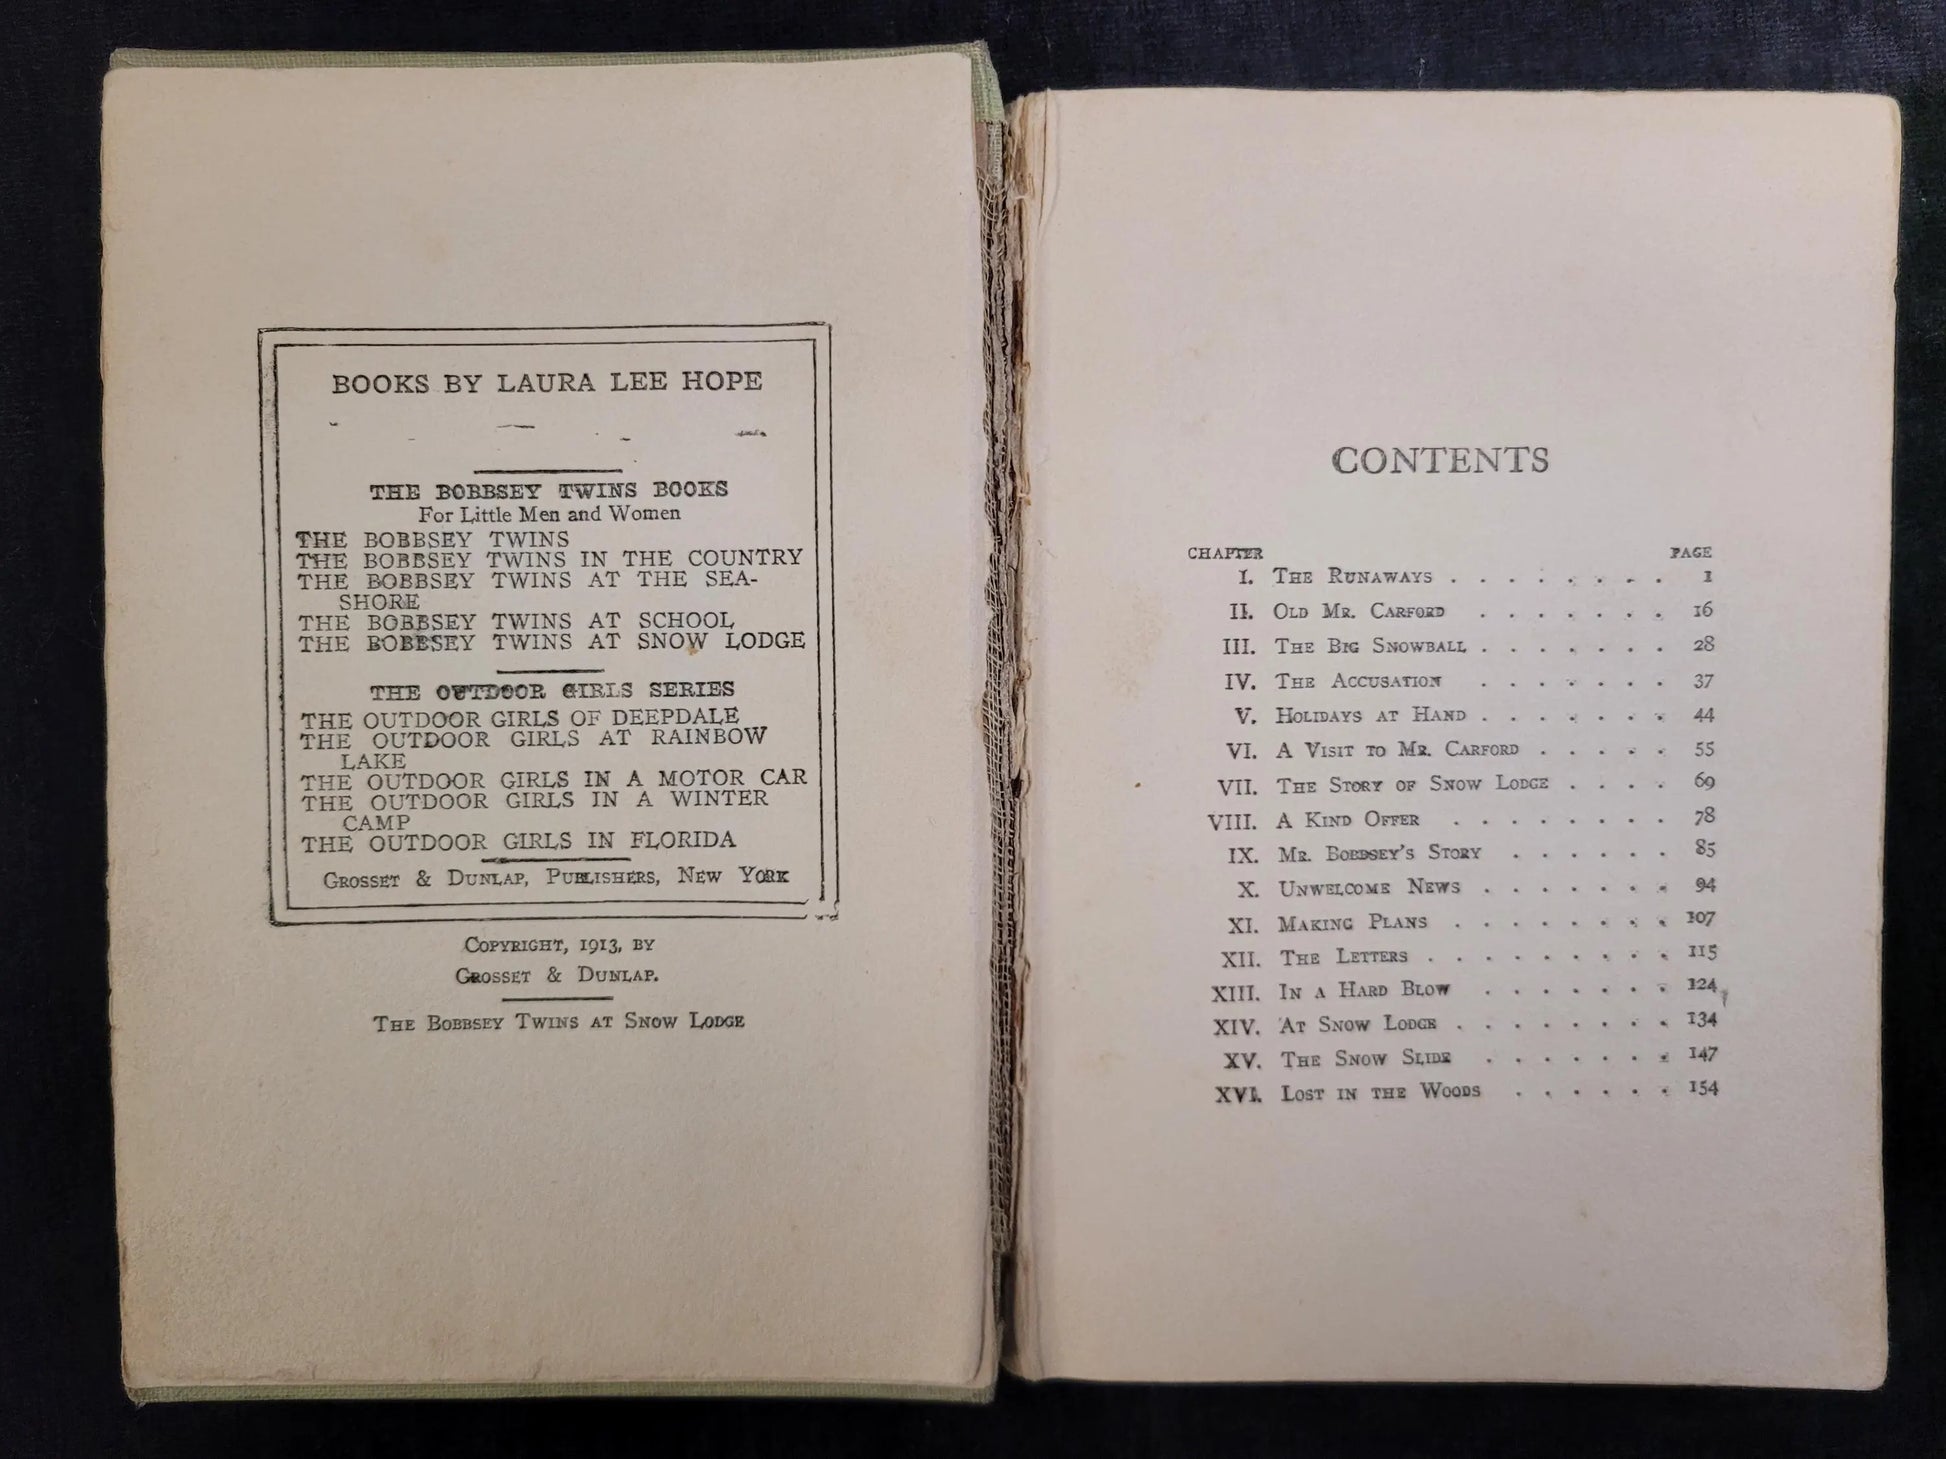 BOOKS BY LAURA LEE HOPE
THE BOBBSEY TWINS BOOKS
For Little Men and Women
THE BOBBSEY TWINS
THE BOBBSEY TWINS IN THE COUNTRY
THE BOBBSEY TWINS AT THE SEA-
SHORE
THE BOBBSEY TWINS AT SCHOOL
THE BOBBSEY TWINS AT SNOW LODGE
THE OUTDOOR GIRLS SERIES
THE OUTDOOR GIRLS OF DEEPDALE
THE OUTDOOR GIRLS AT RAINBOW
LAKE
THE OUTDOOR GIRLS IN A MOTOR CAR
THE OUTDOOR GIRLS IN A WINTER
CAMP
THE OUTDOOR GIRLS IN FLORIDA
GROSSET & DUNLAP, PUBLISHERS, NEW YORK
COPYRIGHT, 1913, BY
GROSSET & DUNLAP.
THE BOBBSEY TWINS AT SNOW LODGE
CONTENTS
CHAPTER PAGE
I. THE RUNAWAYS . . . . . . . . 1
II. OLD MR. CARFORD . . . . . . . 16
III. THE BIG SNOWBALL . . . . . . . 28
IV. THE ACCUSATION . . . . . . . 37
V. HOLIDAYS AT HAND . . . . . . . 44
VI. A VISIT TO MR. CARFORD . . . . . 55
VII. THE STORY OF SNOW LODGE . . . . 69
VIII. A KIND OFFER . . . . . . . . 78
IX. MR. BOBBSEY'S STORY . . . . . . 85
X. UNWELCOME NEWS . . . . . . . 94
XI. MAKING PLANS . . . . . . . . 107
XII. THE LETTERS . . . . . . . . . 115
XIII. IN A HARD BLOW . . . . . . . 124
XIV. AT SNOW LODGE . . . . . . . . 134
XV. THE SNOW SLIDE . . . . . . . 147
XVI. LOST IN THE WOODS . . . . . . 154